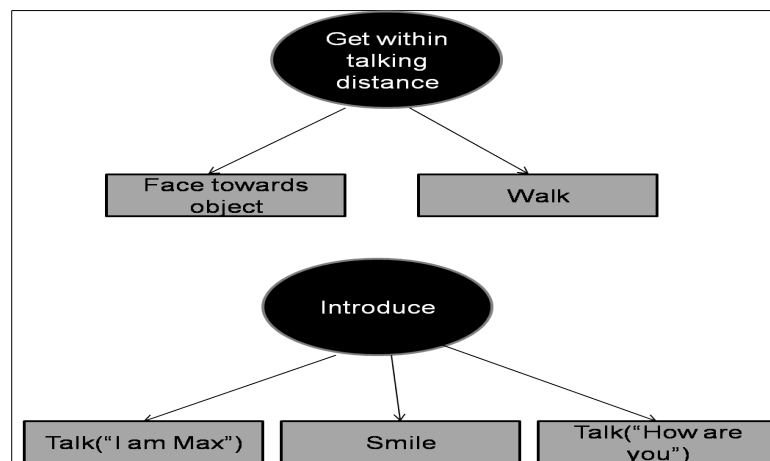 Get within
talking
distance
Face towards
object
Walk
Introduce
Talk(“I am Max”)
Smile
Talk(“How are
you”)